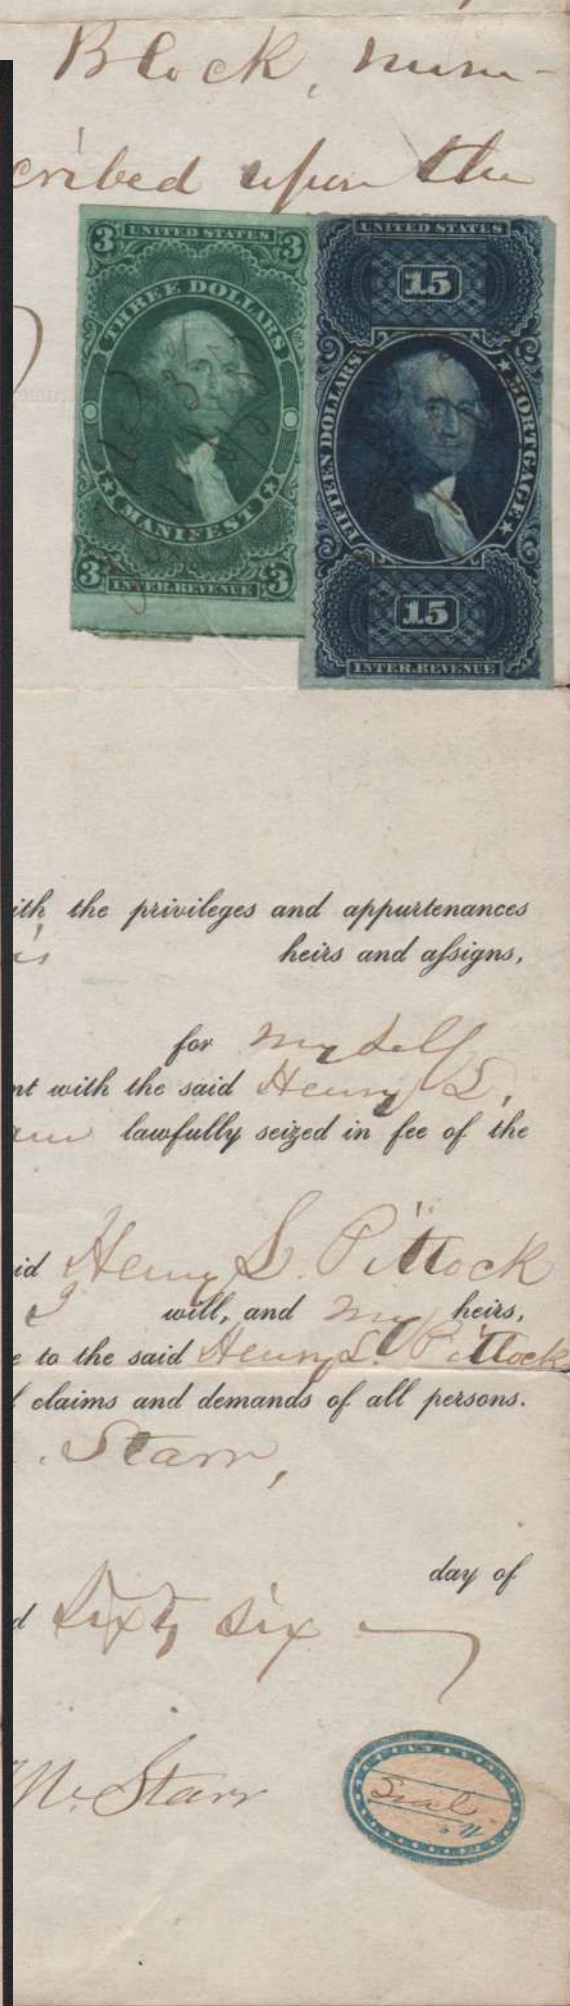 Block, num-
cribed upon the
3 UNITED STATES 3
THREE DOLLARS
MANIFEST
3 INTER.REVENUE 3
UNITED STATES
15
FIFTEEN DOLLARS ★ MORTGAGE ★
15
INTER.REVENUE
ith the privileges and appurtenances
is heirs and assigns,
for myself
nt with the said Henry L,
am lawfully seized in fee of the
id Henry L. Pittock
I will, and my heirs,
e to the said Henry L. Pittock
l claims and demands of all persons.
. Starr,
day of
d Sixty six
M. Starr
Seal